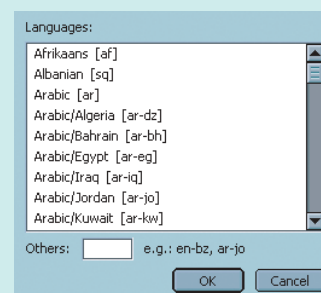 Languages:
Afrikaans [af]
Albanian [sq]
Arabic [ar]
Arabic/Algeria [ar-dz]
Arabic/Bahrain [ar-bh]
Arabic/Egypt [ar-eg]
Arabic/Iraq [ar-iq]
Arabic/Jordan [ar-jo]
Arabic/Kuwait [ar-kw]
Others: e.g.: en-bz, ar-jo
OK Cancel